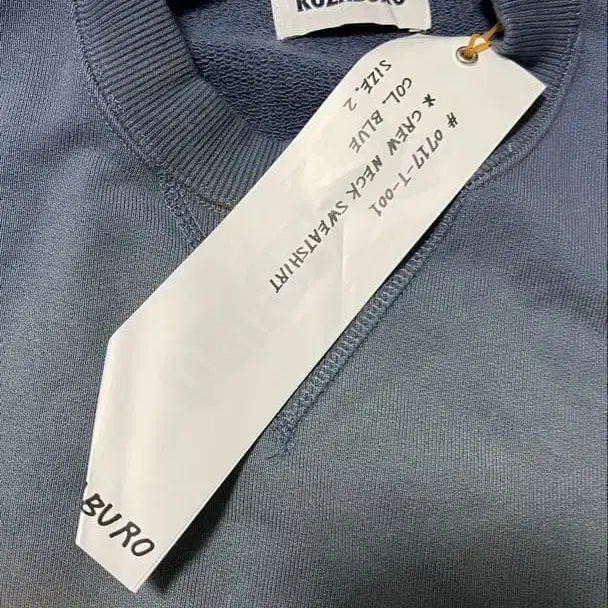 KOZABURO
# 0717-T-001
* CREW NECK SWEATSHIRT
COL. BLUE
SIZE. 2
BURO